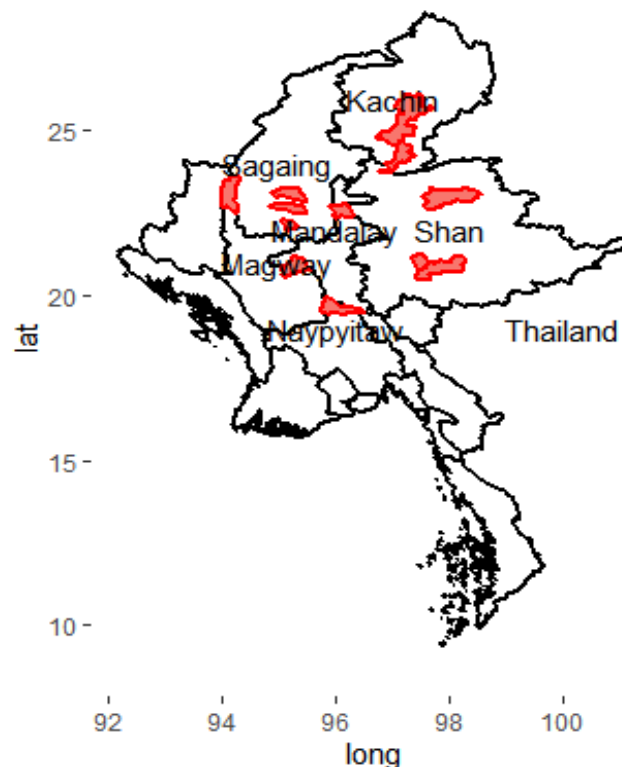 Kachin
25
Sagaing
Mandalay Shan
Magway
20
Naypyitaw Thailand
lat
15
10
92 94 96 98 100
long